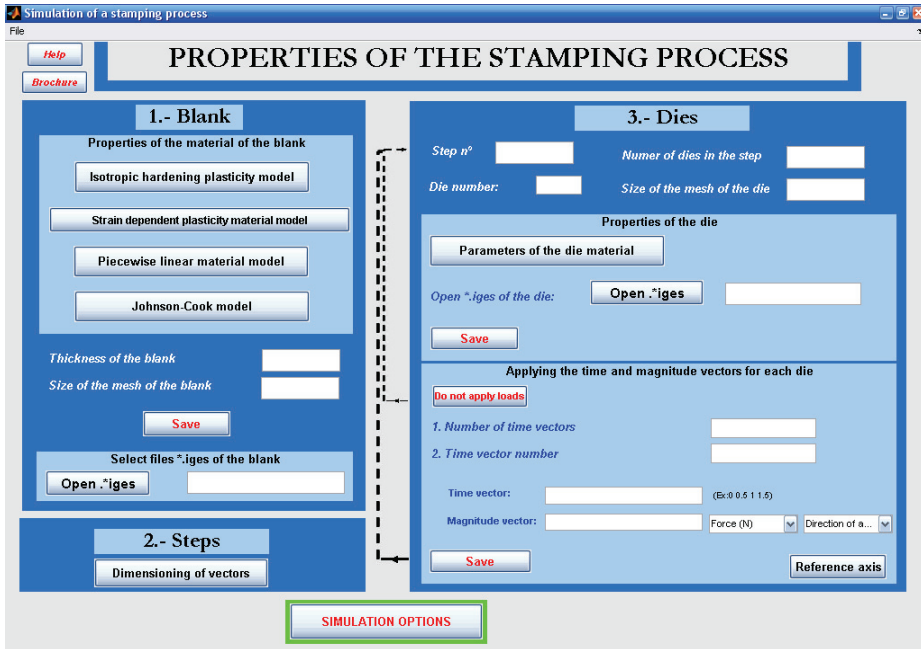 Simulation of a stamping process
File
Help
Brochure
PROPERTIES OF THE STAMPING PROCESS
1.- Blank
Properties of the material of the blank
Isotropic hardening plasticity model
Strain dependent plasticity material model
Piecewise linear material model
Johnson-Cook model
Thickness of the blank
Size of the mesh of the blank
Save
Select files *.iges of the blank
Open .*iges
2.- Steps
Dimensioning of vectors
3.- Dies
Step nº
Numer of dies in the step
Die number:
Size of the mesh of the die
Properties of the die
Parameters of the die material
Open *.iges of the die:
Open .*iges
Save
Applying the time and magnitude vectors for each die
Do not apply loads
1. Number of time vectors
2. Time vector number
Time vector:
(Ex:0 0.5 1 1.5)
Magnitude vector:
Force (N)
Direction of a...
Save
Reference axis
SIMULATION OPTIONS